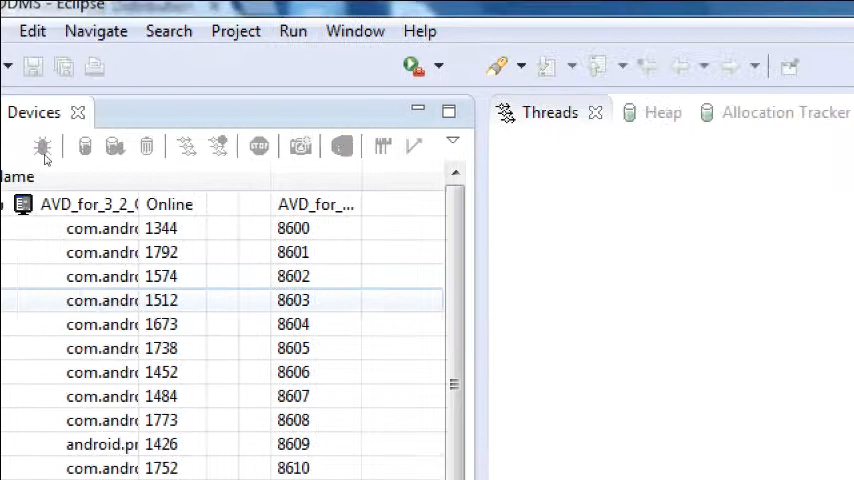 DDMS - Eclipse
Edit Navigate Search Project Run Window Help
Devices
Threads Heap Allocation Tracker
ame
AVD_for_3_2_ Online AVD_for_...
com.andro 1344 8600
com.andro 1792 8601
com.andro 1574 8602
com.andro 1512 8603
com.andro 1673 8604
com.andro 1738 8605
com.andro 1452 8606
com.andro 1484 8607
com.andro 1773 8608
android.pr 1426 8609
com.andro 1752 8610